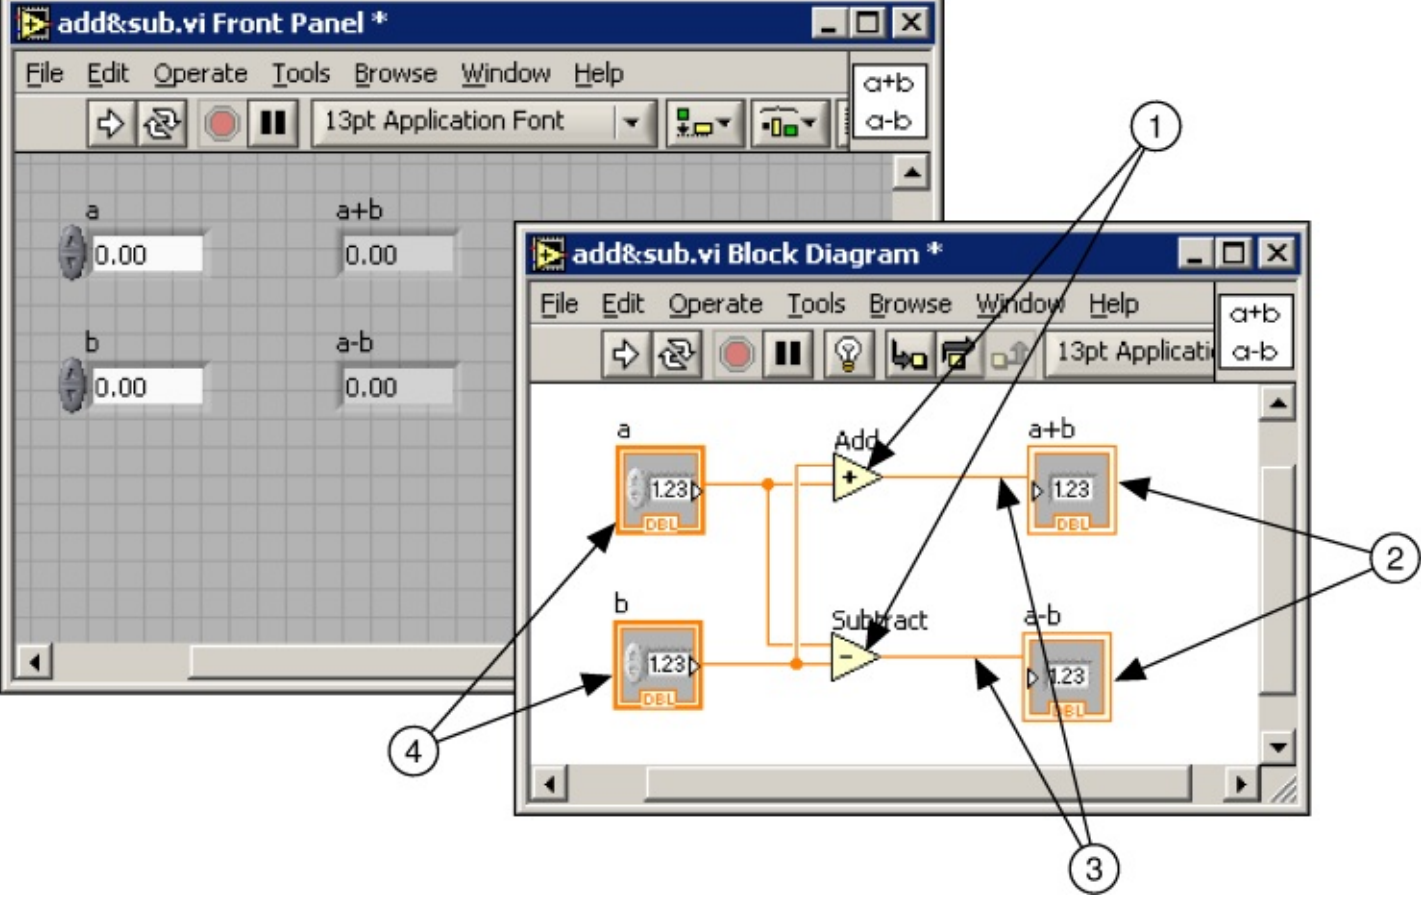 add&sub.vi Front Panel *
File Edit Operate Tools Browse Window Help
13pt Application Font
a+b
a-b
a
0.00
a+b
0.00
b
0.00
a-b
0.00
add&sub.vi Block Diagram *
File Edit Operate Tools Browse Window Help
13pt Applicati
a+b
a-b
a
1.23
DBL
Add
+
a+b
1.23
DBL
b
1.23
DBL
Subtract
-
a-b
1.23
DBL
1
2
3
4